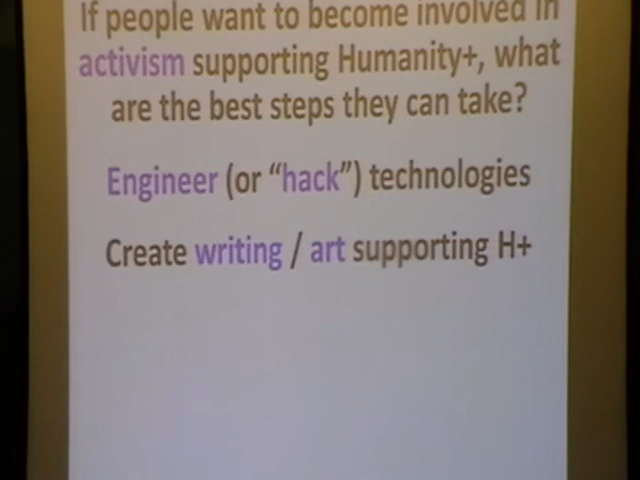 If people want to become involved in
activism supporting Humanity+, what
are the best steps they can take?
Engineer (or “hack”) technologies
Create writing / art supporting H+